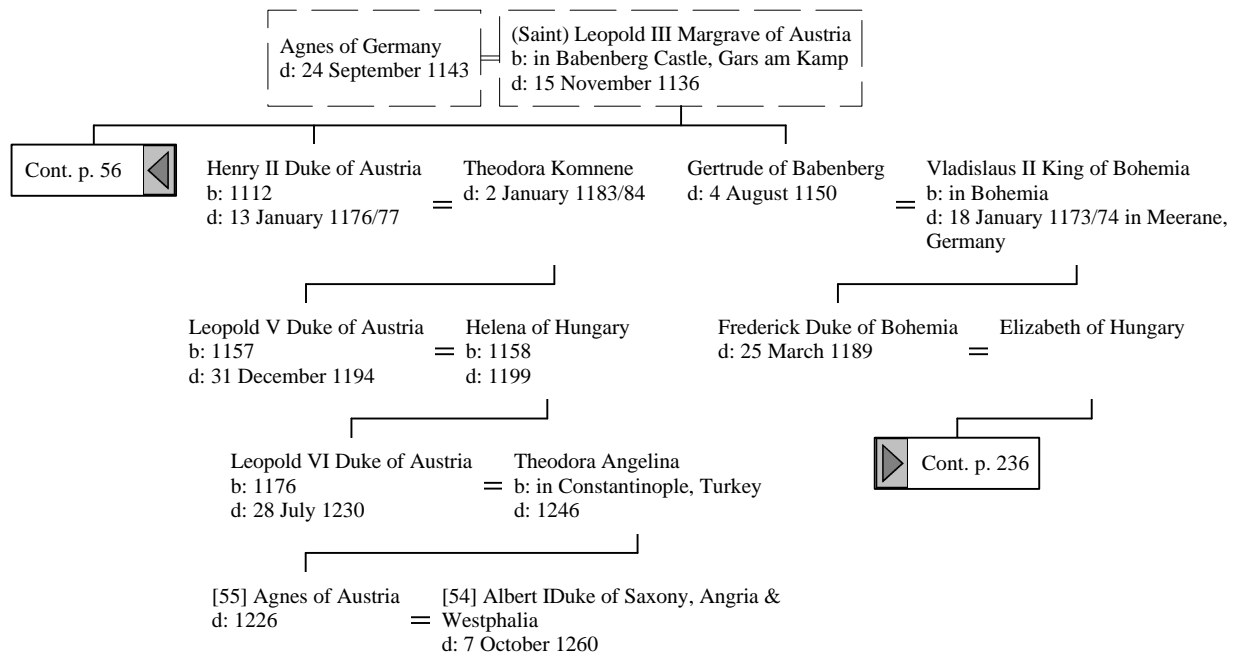 Agnes of Germany
d: 24 September 1143
(Saint) Leopold III Margrave of Austria
b: in Babenberg Castle, Gars am Kamp
d: 15 November 1136
Cont. p. 56
Henry II Duke of Austria
b: 1112
d: 13 January 1176/77
Theodora Komnene
d: 2 January 1183/84
Gertrude of Babenberg
d: 4 August 1150
Vladislaus II King of Bohemia
b: in Bohemia
d: 18 January 1173/74 in Meerane,
Germany
Leopold V Duke of Austria
b: 1157
d: 31 December 1194
Helena of Hungary
b: 1158
d: 1199
Frederick Duke of Bohemia
d: 25 March 1189
Elizabeth of Hungary
Leopold VI Duke of Austria
b: 1176
d: 28 July 1230
Theodora Angelina
b: in Constantinople, Turkey
d: 1246
Cont. p. 236
[55] Agnes of Austria
d: 1226
[54] Albert IDuke of Saxony, Angria &
Westphalia
d: 7 October 1260